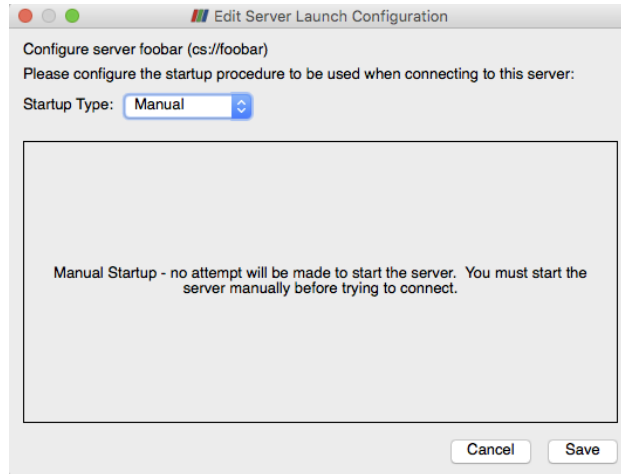 Edit Server Launch Configuration
Configure server foobar (cs://foobar)
Please configure the startup procedure to be used when connecting to this server:
Startup Type: Manual
Manual Startup - no attempt will be made to start the server.  You must start the
server manually before trying to connect.
Cancel Save